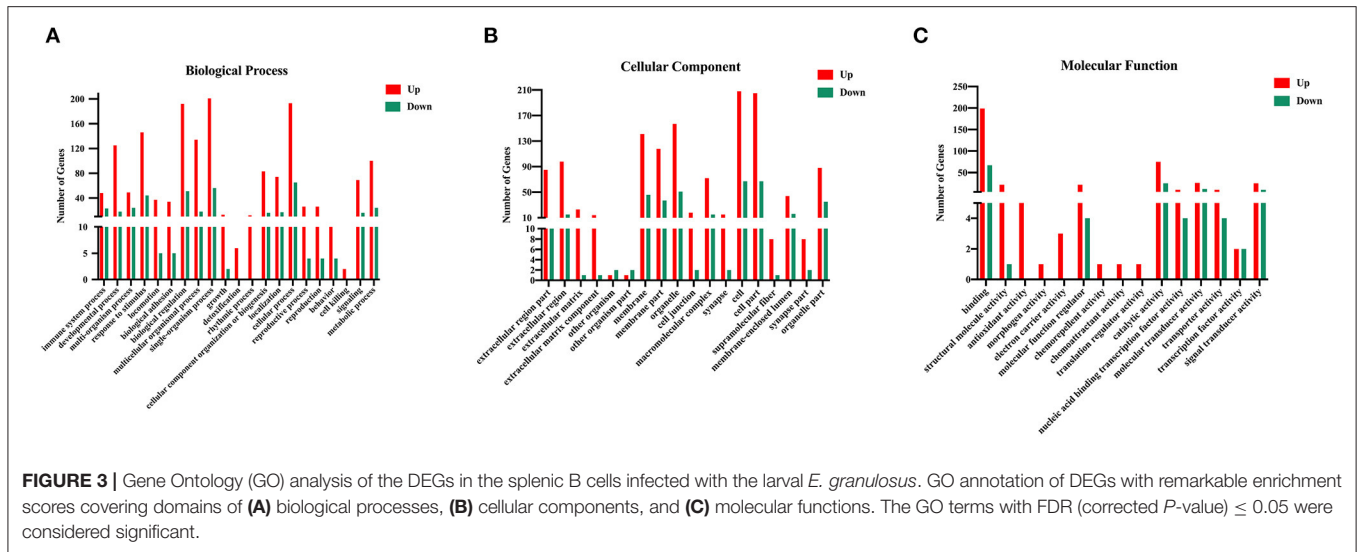 A
Biological Process
Up
Down
Number of Genes
200
160
120
80
40
10
5
0
immune system process
developmental process
multi-organism process
response to stimulus
locomotion
biological adhesion
biological regulation
multicellular organismal process
single-organism process
growth
detoxification
rhythmic process
cellular component organization or biogenesis
localization
cellular process
reproductive process
reproduction
behavior
cell killing
signaling
metabolic process
B
Cellular Component
Up
Down
Number of Genes
210
170
130
90
50
10
10
8
6
4
2
0
extracellular region part
extracellular region
extracellular matrix
extracellular matrix component
other organism
other organism part
membrane
membrane part
organelle
cell junction
macromolecular complex
synapse
cell
cell part
supramolecular fiber
membrane-enclosed lumen
synapse part
organelle part
C
Molecular Function
Up
Down
Number of Genes
250
200
150
100
50
4
2
0
binding
structural molecule activity
antioxidant activity
morphogen activity
electron carrier activity
molecular function regulator
chemorepellent activity
chemoattractant activity
translation regulator activity
catalytic activity
nucleic acid binding transcription factor activity
molecular transducer activity
transporter activity
transcription factor activity
signal transducer activity
FIGURE 3 | Gene Ontology (GO) analysis of the DEGs in the splenic B cells infected with the larval E. granulosus. GO annotation of DEGs with remarkable enrichment
scores covering domains of (A) biological processes, (B) cellular components, and (C) molecular functions. The GO terms with FDR (corrected P-value) ≤ 0.05 were
considered significant.